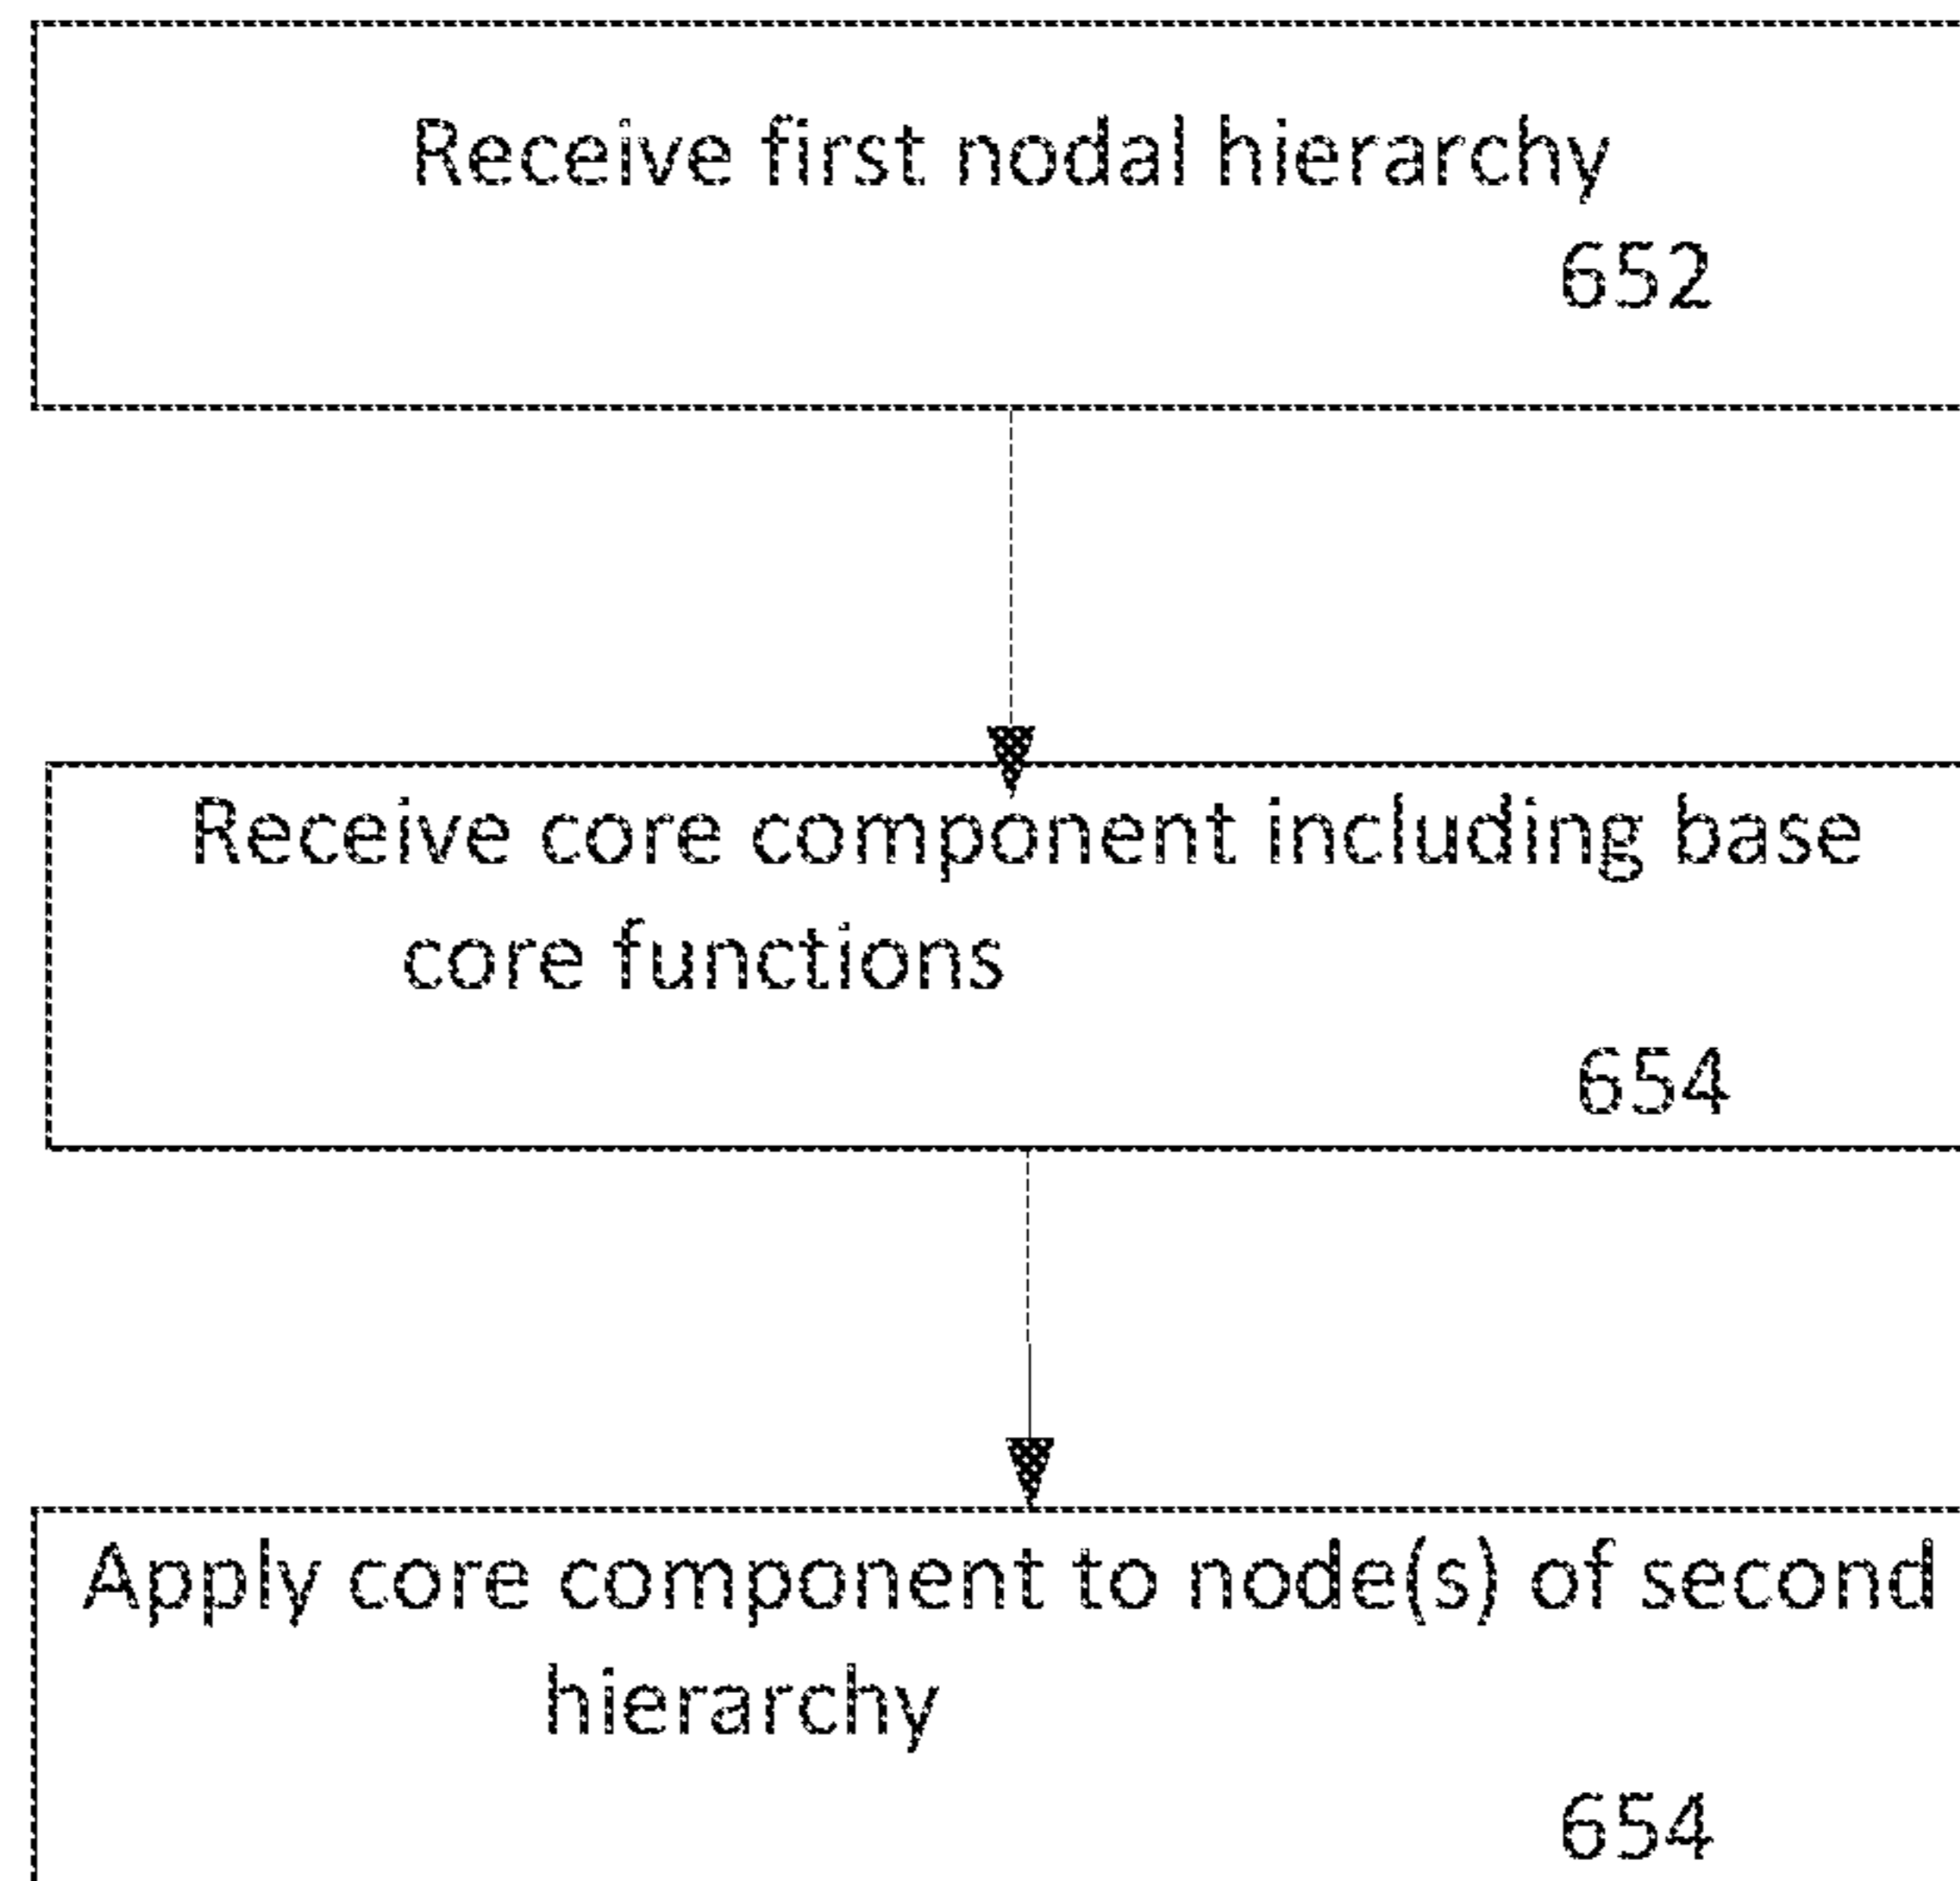 Receive first nodal hierarchy
652
Receive core component including base
core functions
654
Apply core component to node(s) of second
hierarchy
654